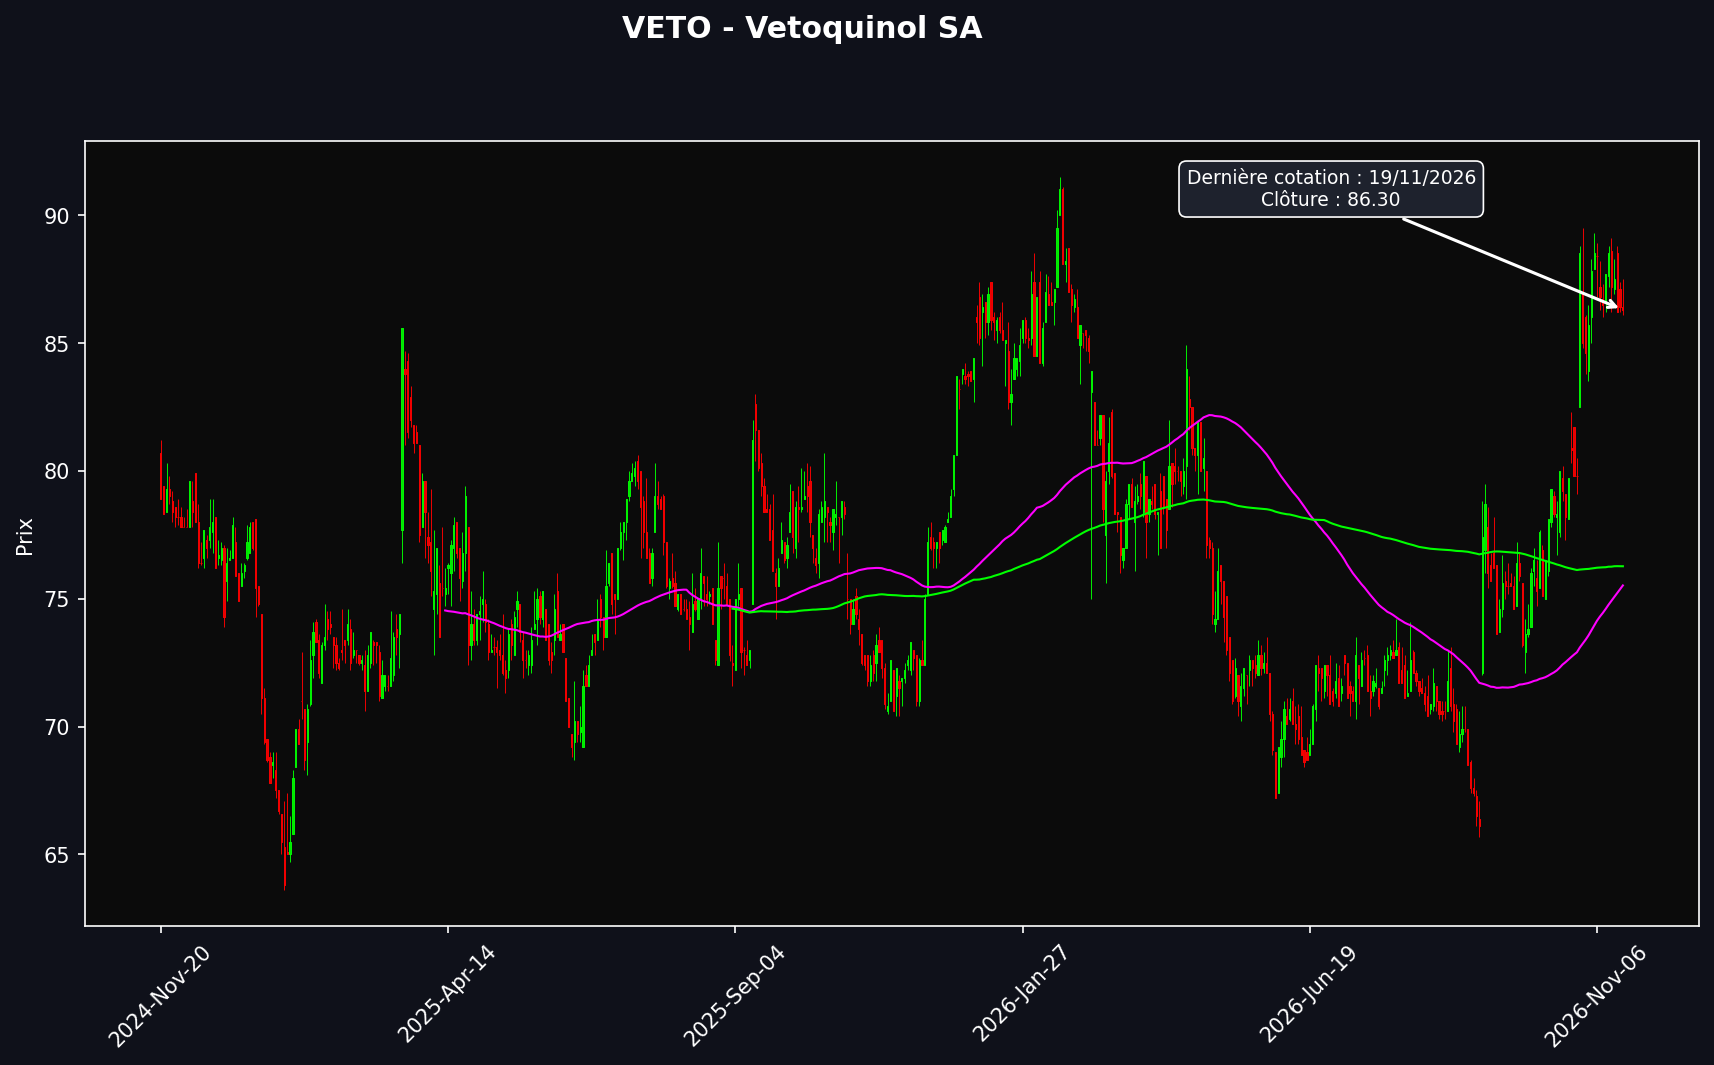 VETO - Vetoquinol SA
Dernière cotation : 19/11/2026
Clôture : 86.30
Prix
90
85
80
75
70
65
2024-Nov-20
2025-Apr-14
2025-Sep-04
2026-Jan-27
2026-Jun-19
2026-Nov-06